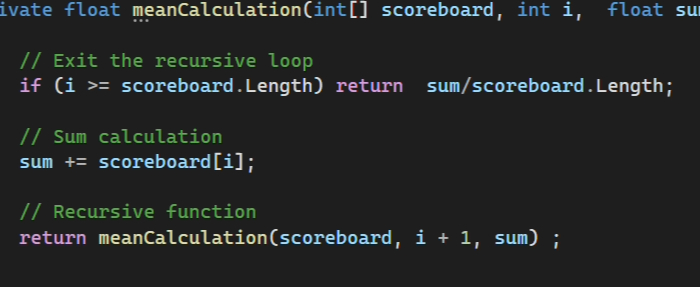 ivate float meanCalculation(int[] scoreboard, int i,  float su
// Exit the recursive loop
if (i >= scoreboard.Length) return  sum/scoreboard.Length;
// Sum calculation
sum += scoreboard[i];
// Recursive function
return meanCalculation(scoreboard, i + 1, sum) ;